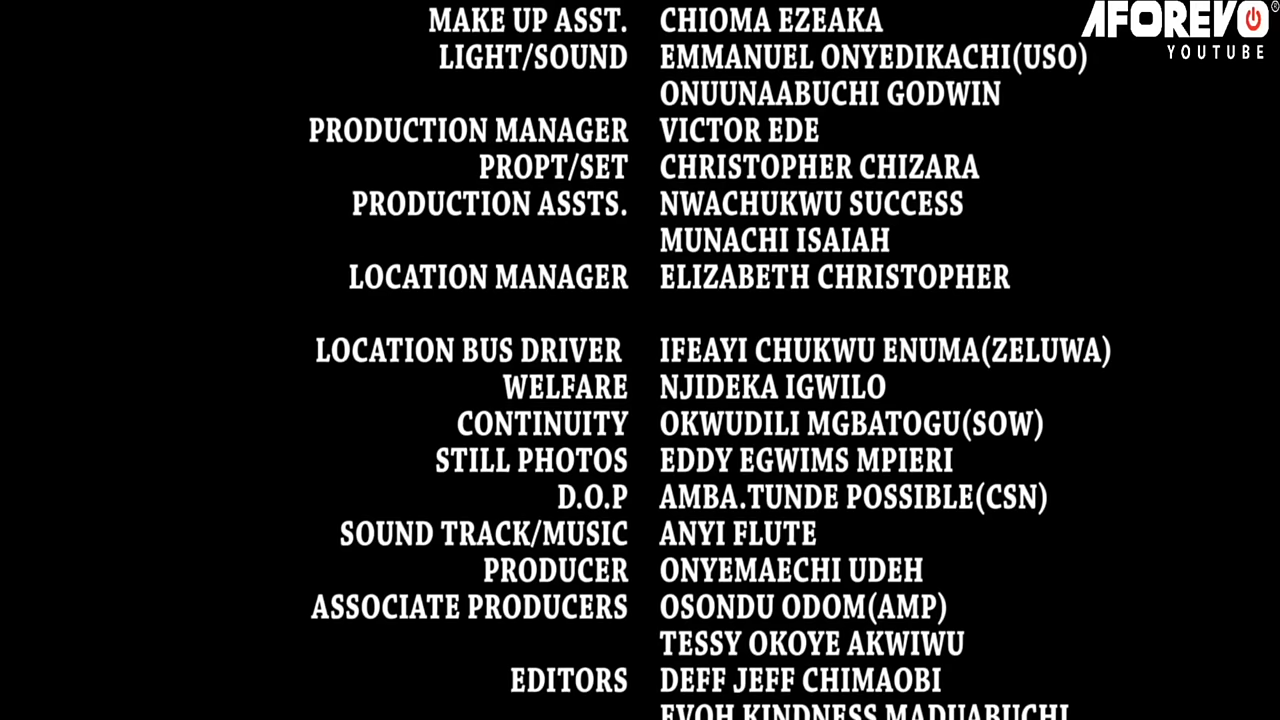 AFOREVO®
YOUTUBE
MAKE UP ASST. CHIOMA EZEAKA
LIGHT/SOUND EMMANUEL ONYEDIKACHI(USO)
ONUUNAABUCHI GODWIN
PRODUCTION MANAGER VICTOR EDE
PROPT/SET CHRISTOPHER CHIZARA
PRODUCTION ASSTS. NWACHUKWU SUCCESS
MUNACHI ISAIAH
LOCATION MANAGER ELIZABETH CHRISTOPHER
LOCATION BUS DRIVER IFEAYI CHUKWU ENUMA(ZELUWA)
WELFARE NJIDEKA IGWILO
CONTINUITY OKWUDILI MGBATOGU(SOW)
STILL PHOTOS EDDY EGWIMS MPIERI
D.O.P AMBA.TUNDE POSSIBLE(CSN)
SOUND TRACK/MUSIC ANYI FLUTE
PRODUCER ONYEMAECHI UDEH
ASSOCIATE PRODUCERS OSONDU ODOM(AMP)
TESSY OKOYE AKWIWU
EDITORS DEFF JEFF CHIMAOBI
EVOH KINDNESS MADUABUCHI